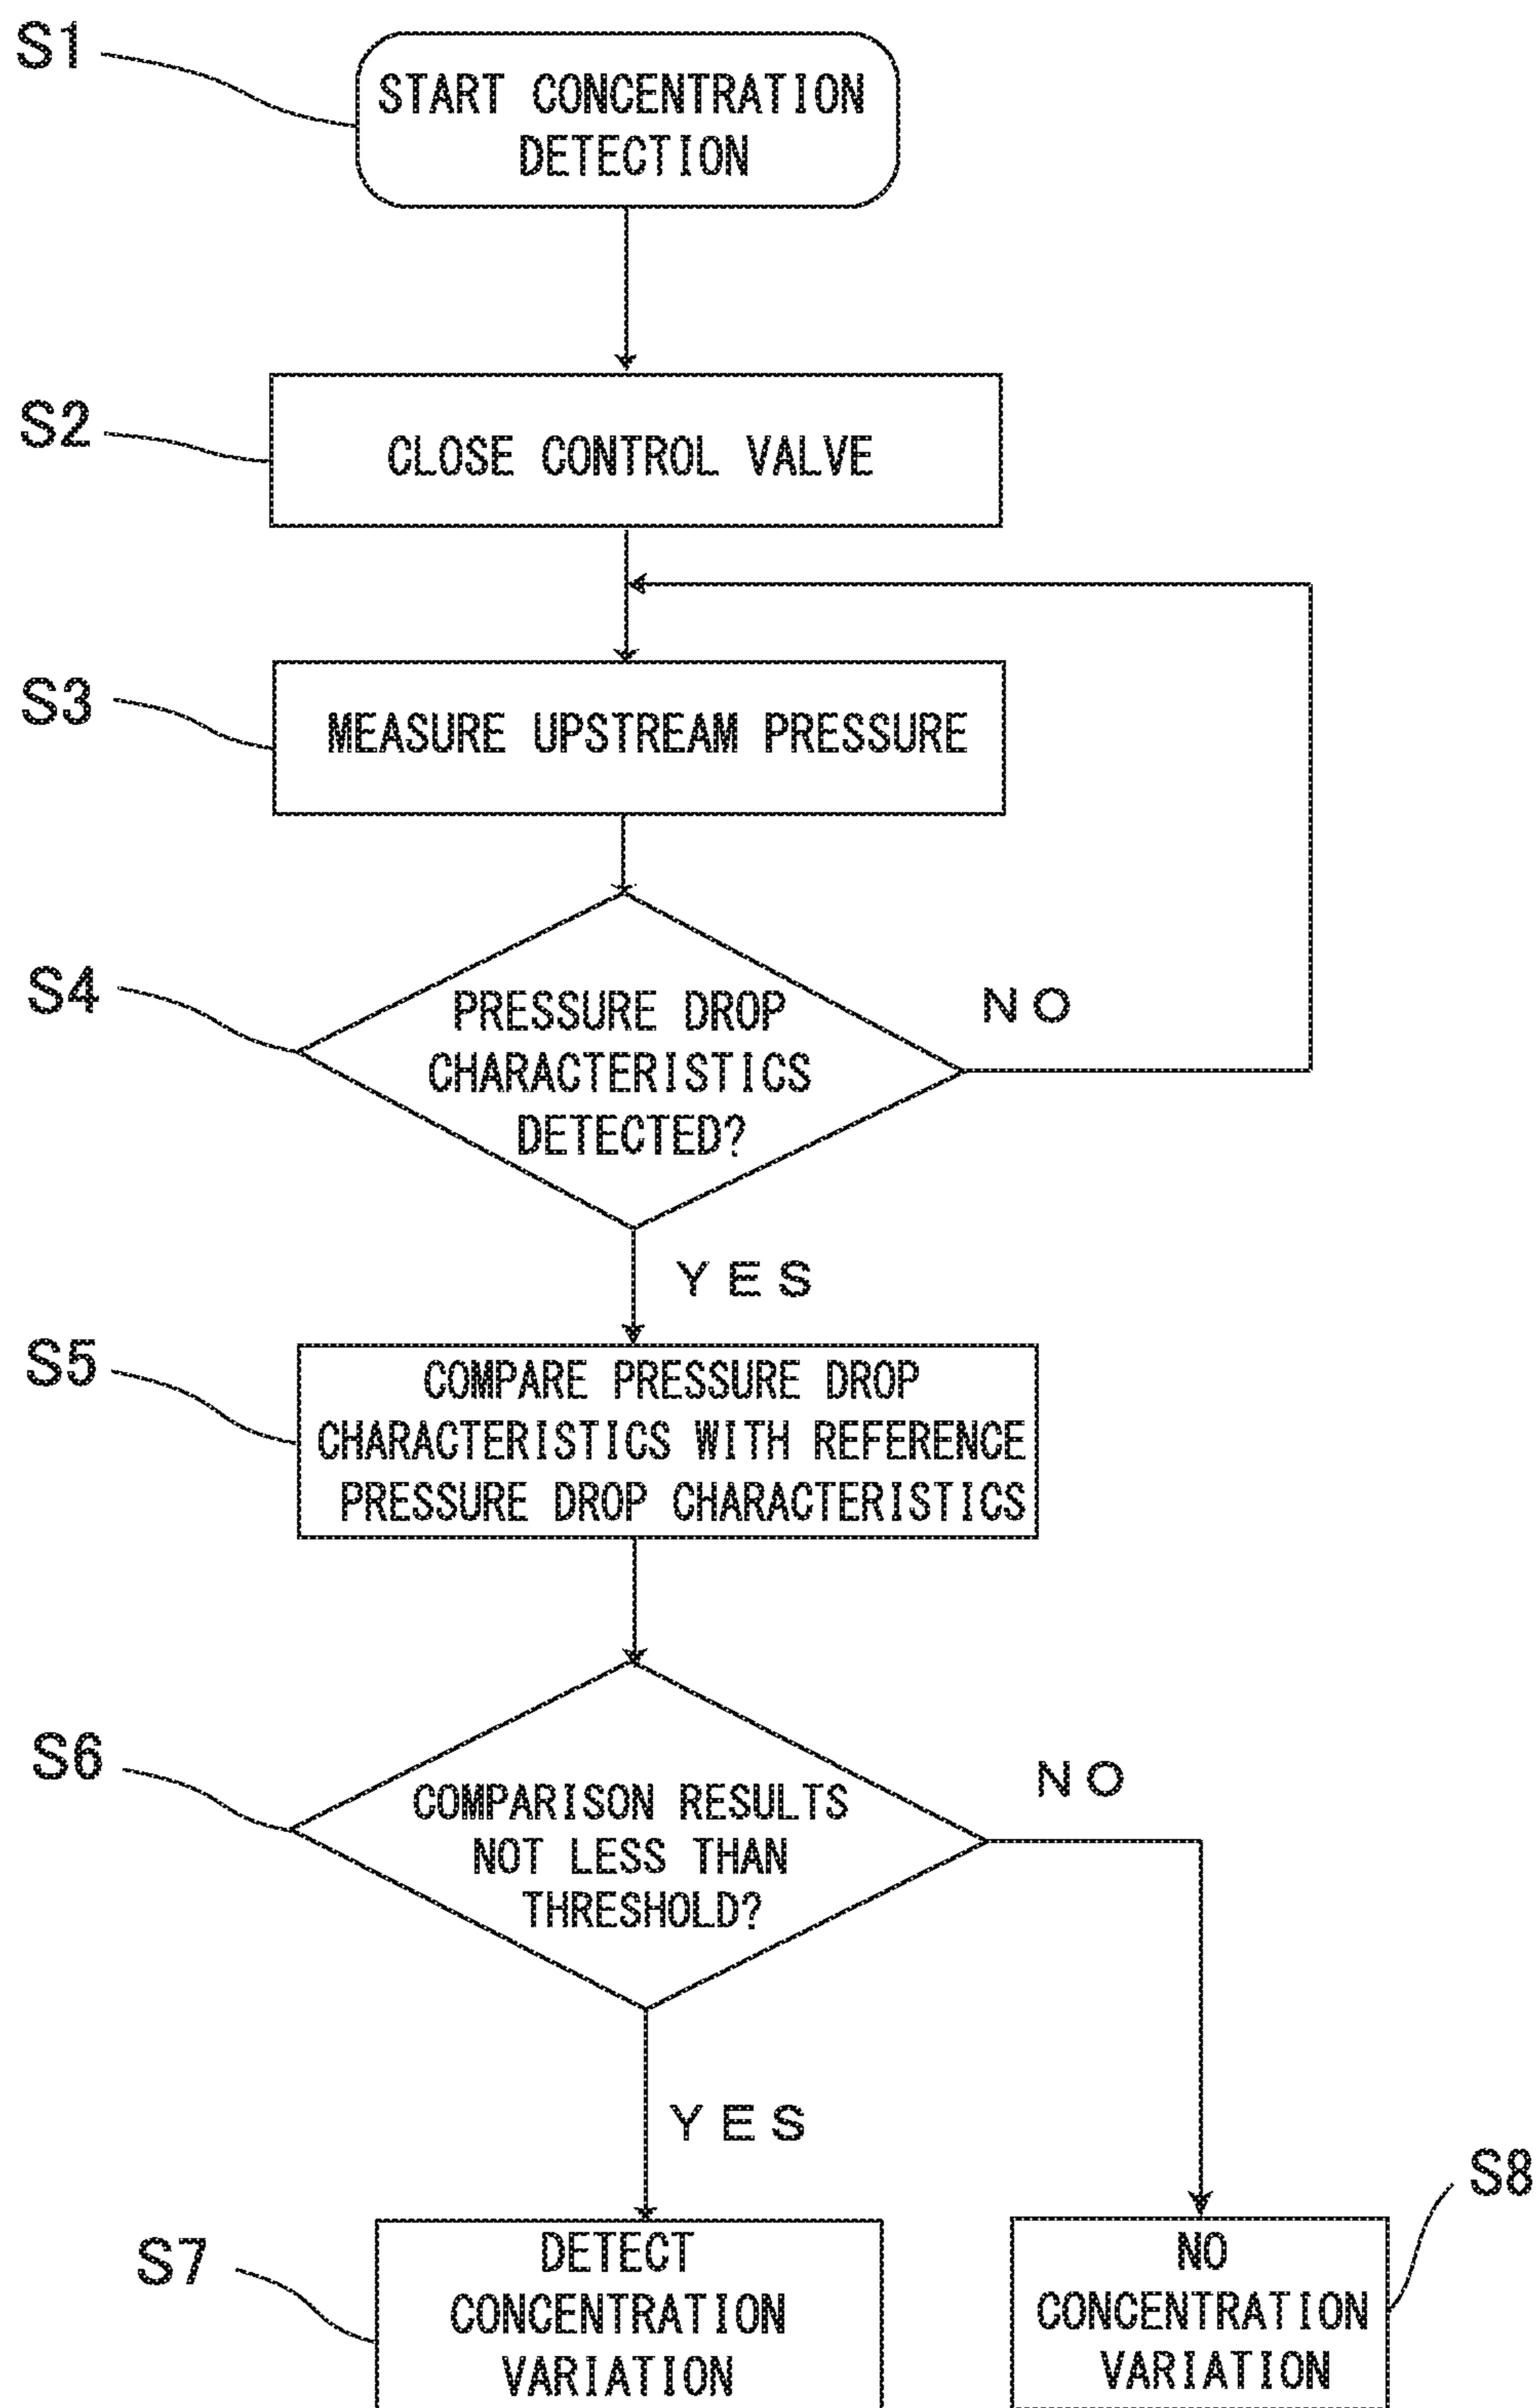 S1
START CONCENTRATION
DETECTION
S2
CLOSE CONTROL VALVE
S3
MEASURE UPSTREAM PRESSURE
S4
PRESSURE DROP
CHARACTERISTICS
DETECTED?
NO
YES
S5
COMPARE PRESSURE DROP
CHARACTERISTICS WITH REFERENCE
PRESSURE DROP CHARACTERISTICS
S6
COMPARISON RESULTS
NOT LESS THAN
THRESHOLD?
NO
YES
S7
DETECT
CONCENTRATION
VARIATION
S8
NO
CONCENTRATION
VARIATION